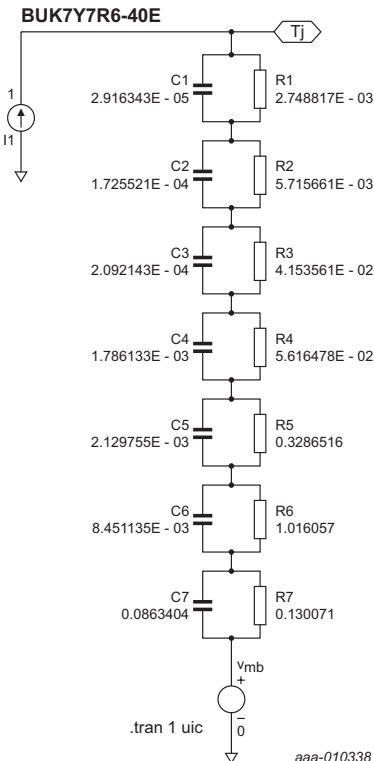 BUK7Y7R6-40E
Tj
1
I1
C1
2.916343E - 05
R1
2.748817E - 03
C2
1.725521E - 04
R2
5.715661E - 03
C3
2.092143E - 04
R3
4.153561E - 02
C4
1.786133E - 03
R4
5.616478E - 02
C5
2.129755E - 03
R5
0.3286516
C6
8.451135E - 03
R6
1.016057
C7
0.0863404
R7
0.130071
Vmb
+
–
0
.tran 1 uic
aaa-010338